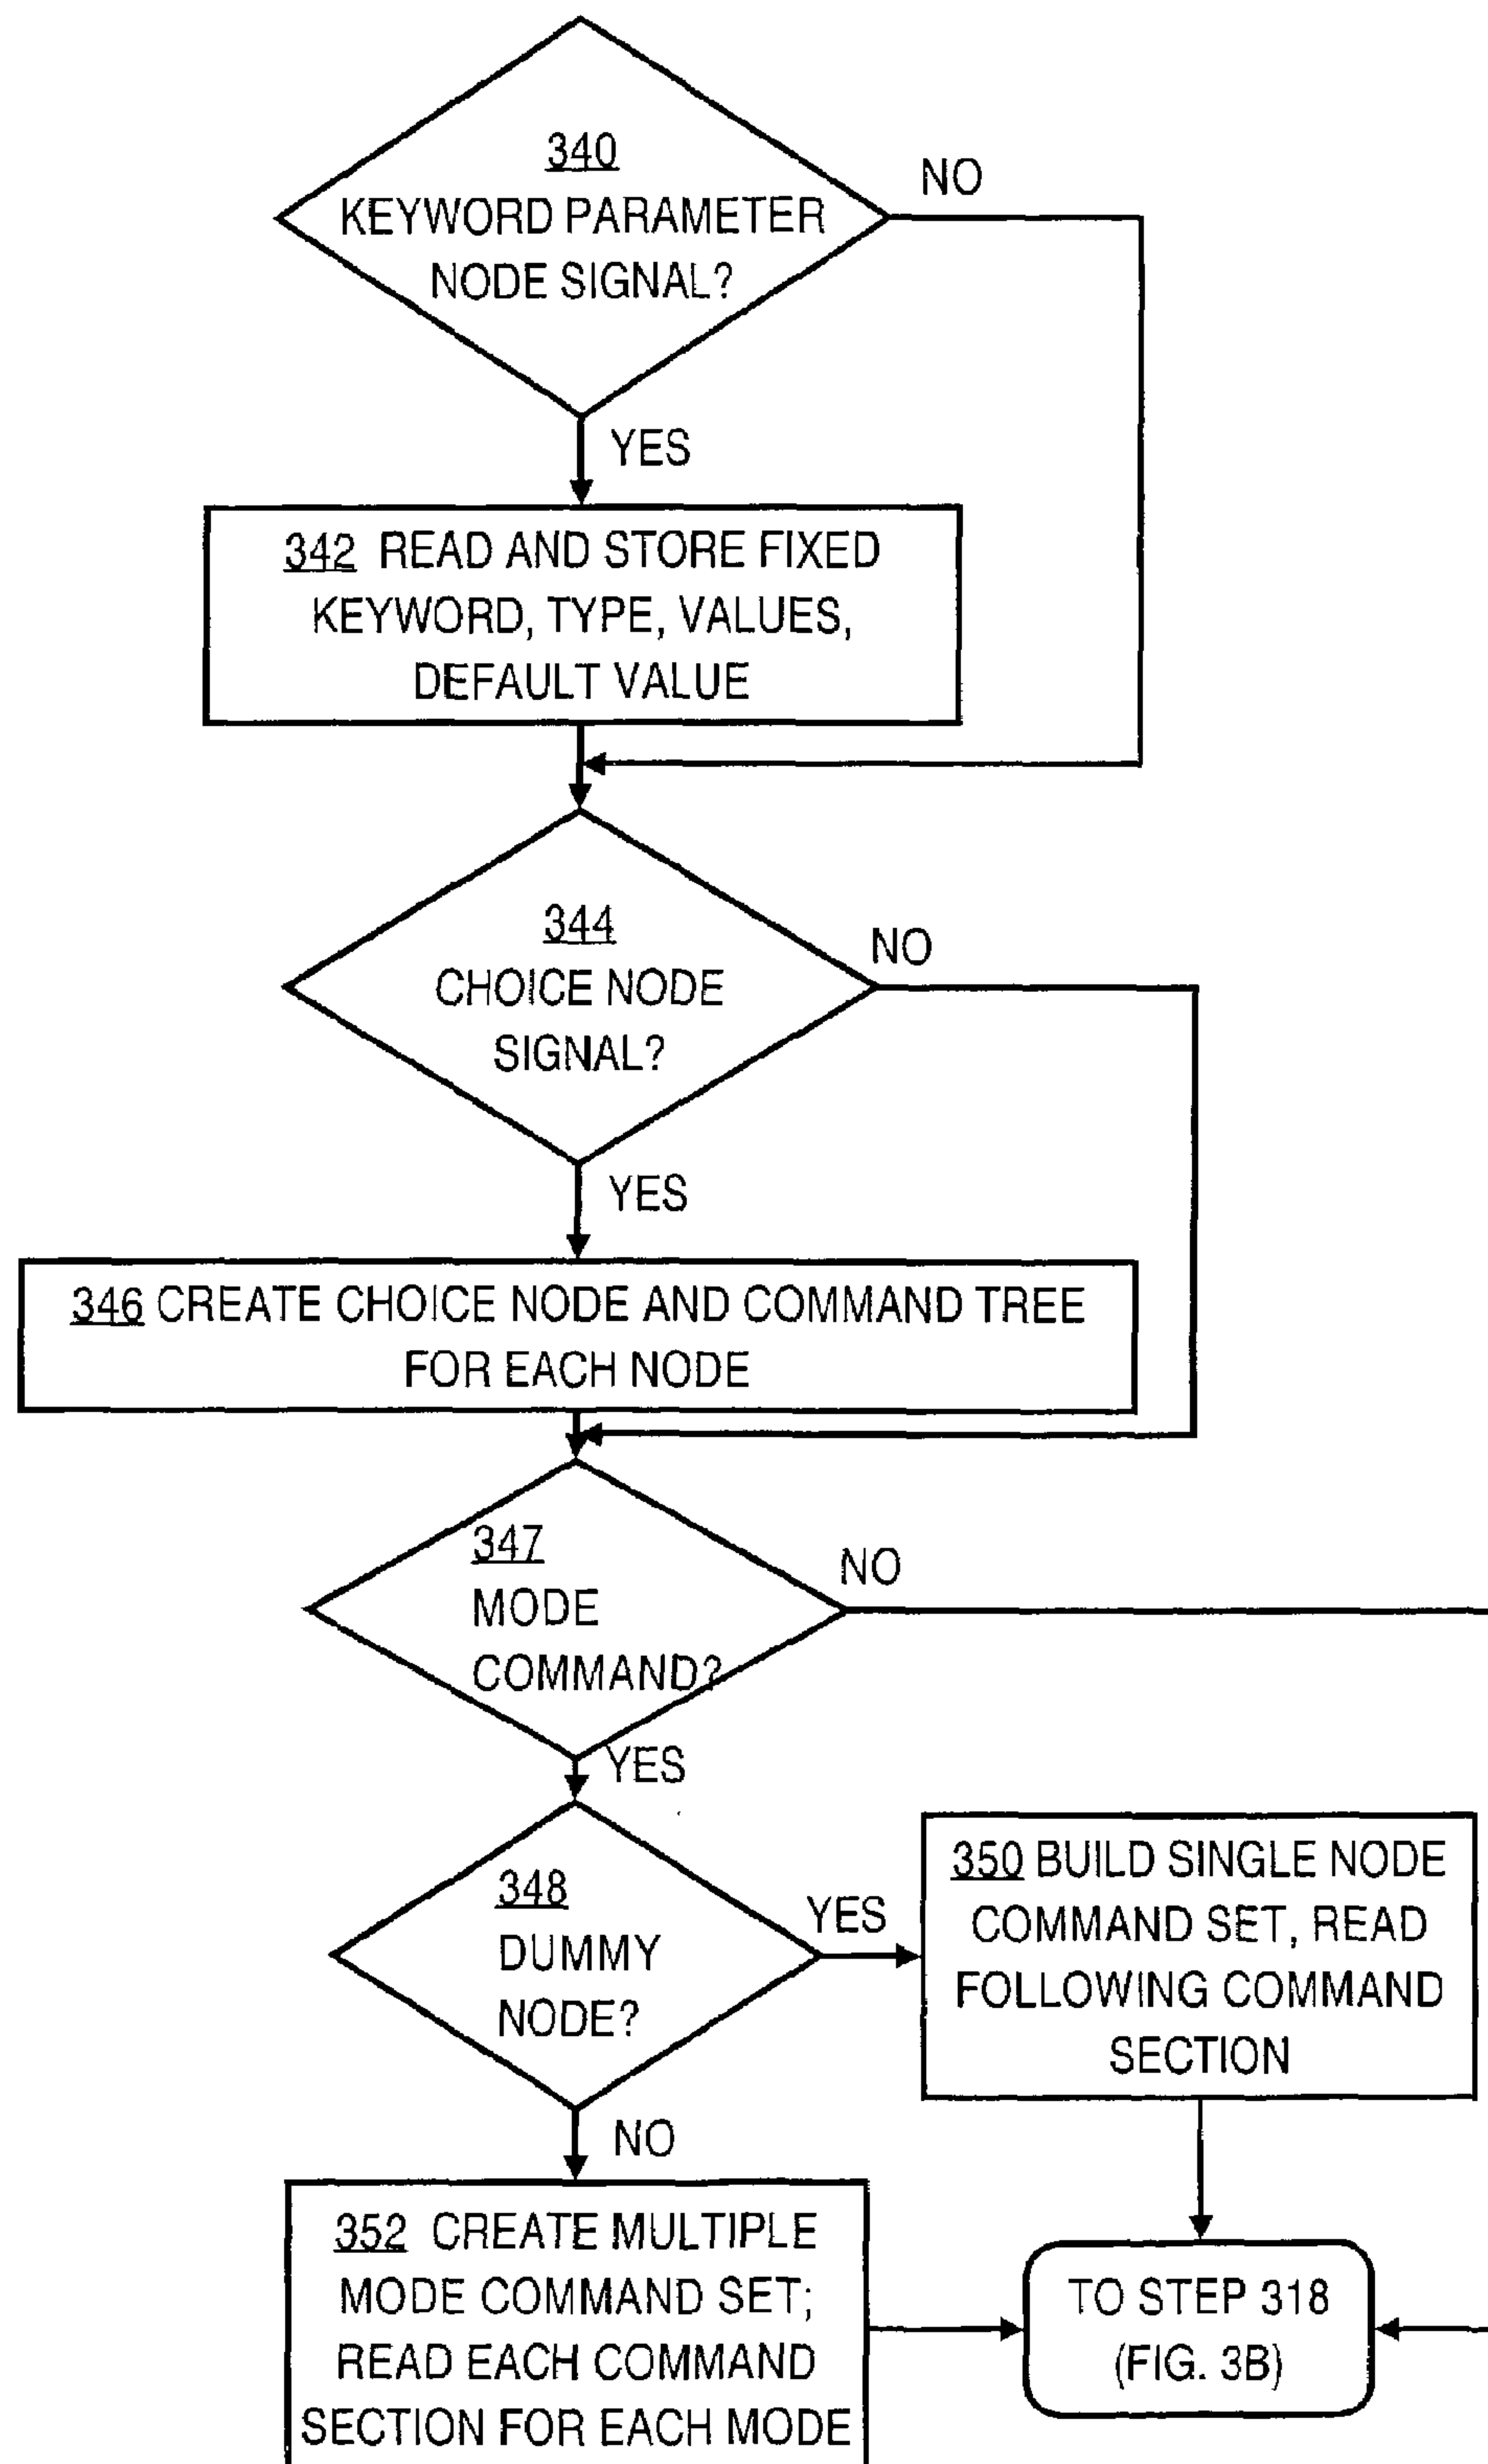 340
KEYWORD PARAMETER
NODE SIGNAL?
NO
YES
342 READ AND STORE FIXED
KEYWORD, TYPE, VALUES,
DEFAULT VALUE
344
CHOICE NODE
SIGNAL?
NO
YES
346 CREATE CHOICE NODE AND COMMAND TREE
FOR EACH NODE
347
MODE
COMMAND?
NO
YES
348
DUMMY
NODE?
YES
350 BUILD SINGLE NODE
COMMAND SET, READ
FOLLOWING COMMAND
SECTION
NO
352 CREATE MULTIPLE
MODE COMMAND SET;
READ EACH COMMAND
SECTION FOR EACH MODE
TO STEP 318
(FIG. 3B)